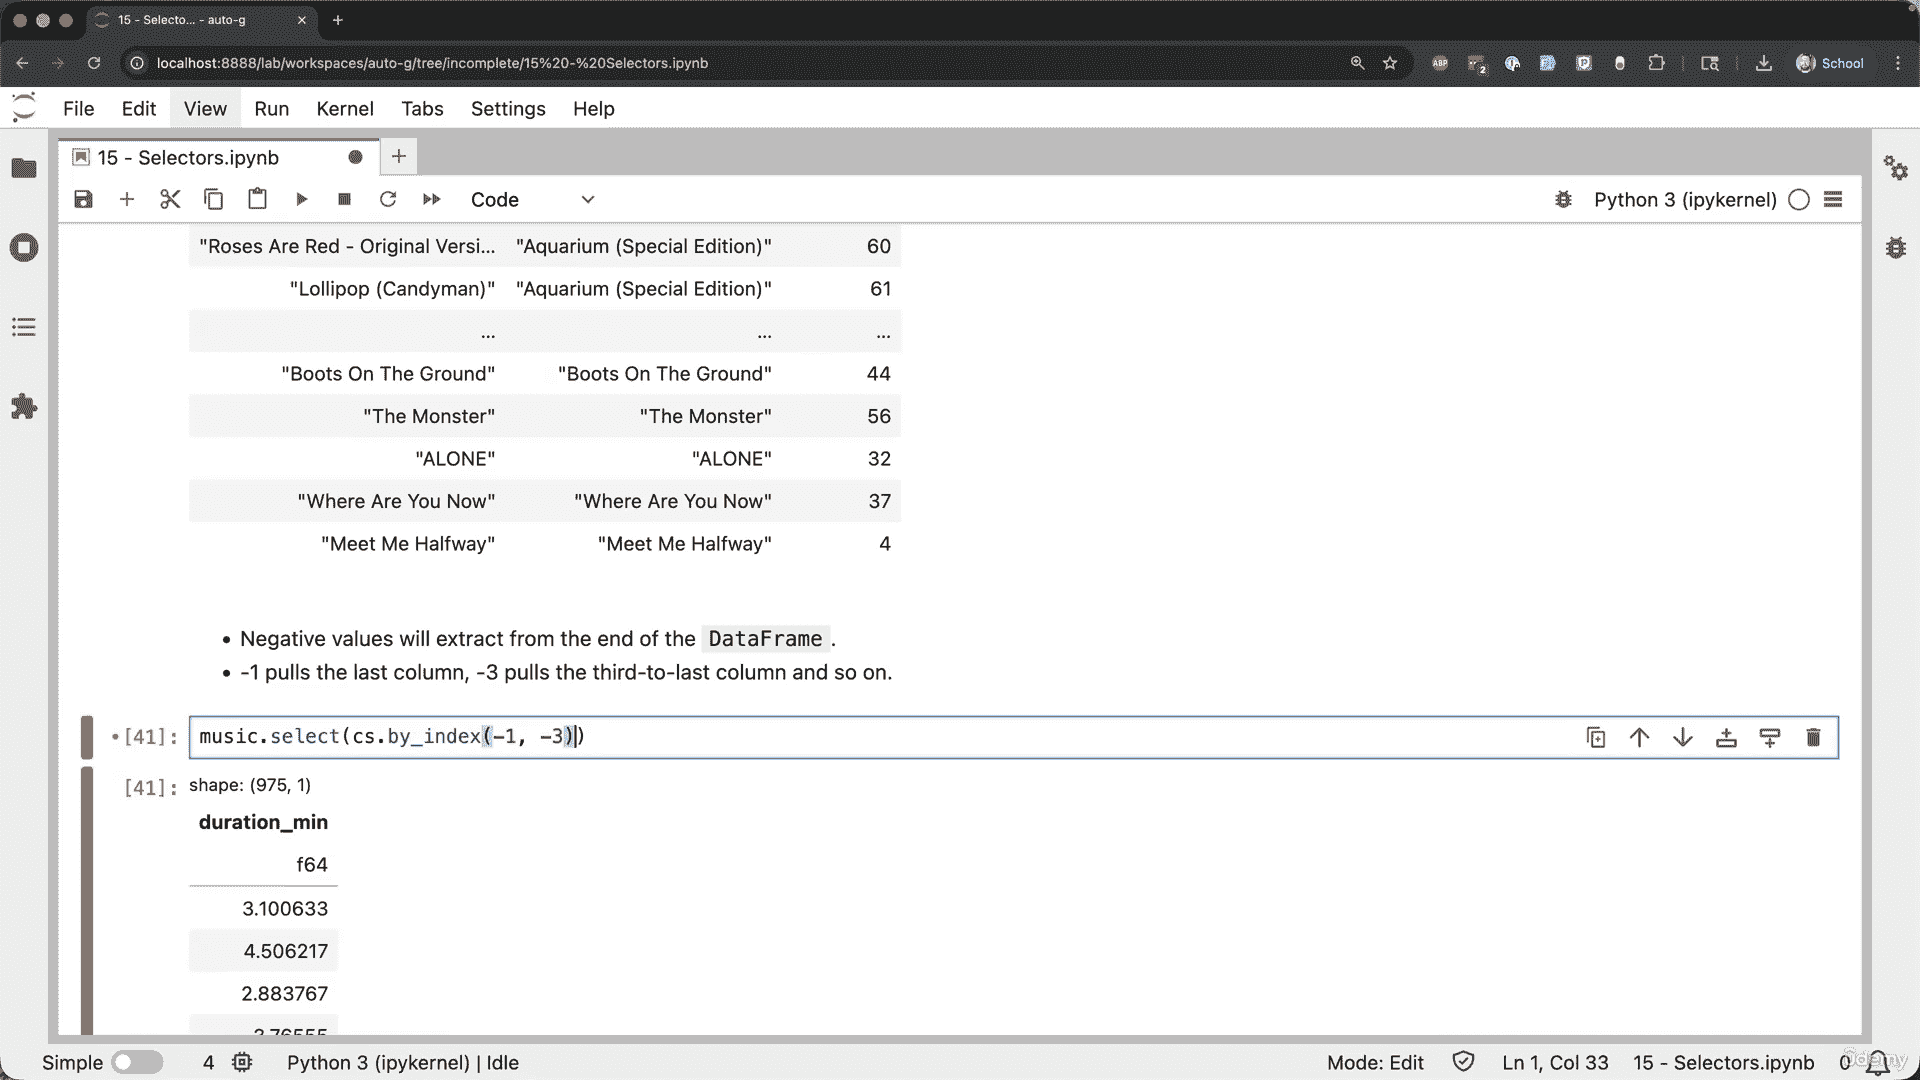 15 - Selecto... - auto-g
localhost:8888/lab/workspaces/auto-g/tree/incomplete/15%20-%20Selectors.ipynb
ABP
2
School
File Edit View Run Kernel Tabs Settings Help
15 - Selectors.ipynb
Code
Python 3 (ipykernel)
"Roses Are Red - Original Versi... "Aquarium (Special Edition)" 60
"Lollipop (Candyman)" "Aquarium (Special Edition)" 61
... ... ...
"Boots On The Ground" "Boots On The Ground" 44
"The Monster" "The Monster" 56
"ALONE" "ALONE" 32
"Where Are You Now" "Where Are You Now" 37
"Meet Me Halfway" "Meet Me Halfway" 4
• Negative values will extract from the end of the DataFrame.
• -1 pulls the last column, -3 pulls the third-to-last column and so on.
[41]: music.select(cs.by_index(-1, -3))
[41]: shape: (975, 1)
duration_min
f64
3.100633
4.506217
2.883767
3.76555
Simple 4 Python 3 (ipykernel) | Idle Mode: Edit Ln 1, Col 33 15 - Selectors.ipynb 0
udemy